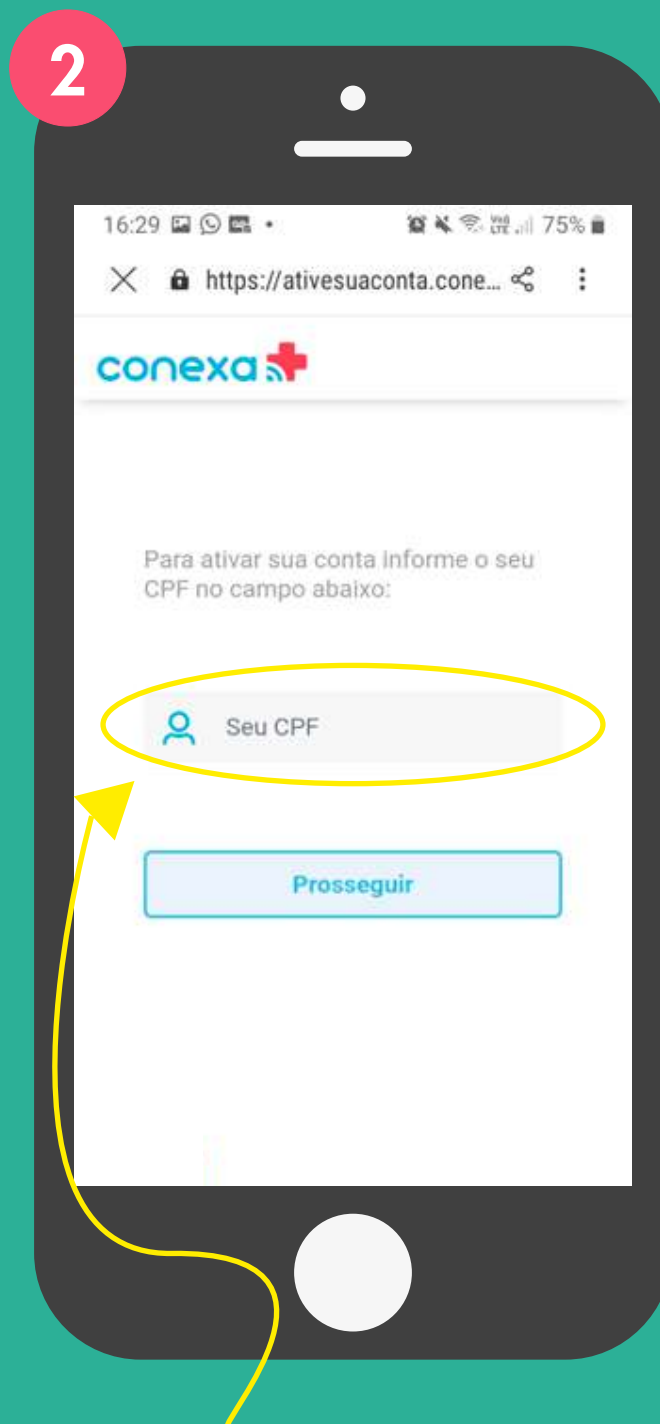 2
16:29 75%
https://ativesuaconta.cone...
conexa
Para ativar sua conta informe o seu
CPF no campo abaixo:
Seu CPF
Prosseguir